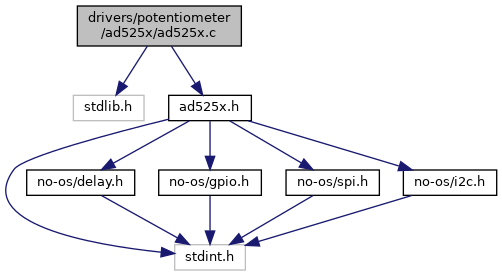 drivers/potentiometer
/ad525x/ad525x.c
stdlib.h
ad525x.h
no-os/delay.h
no-os/gpio.h
no-os/spi.h
no-os/i2c.h
stdint.h